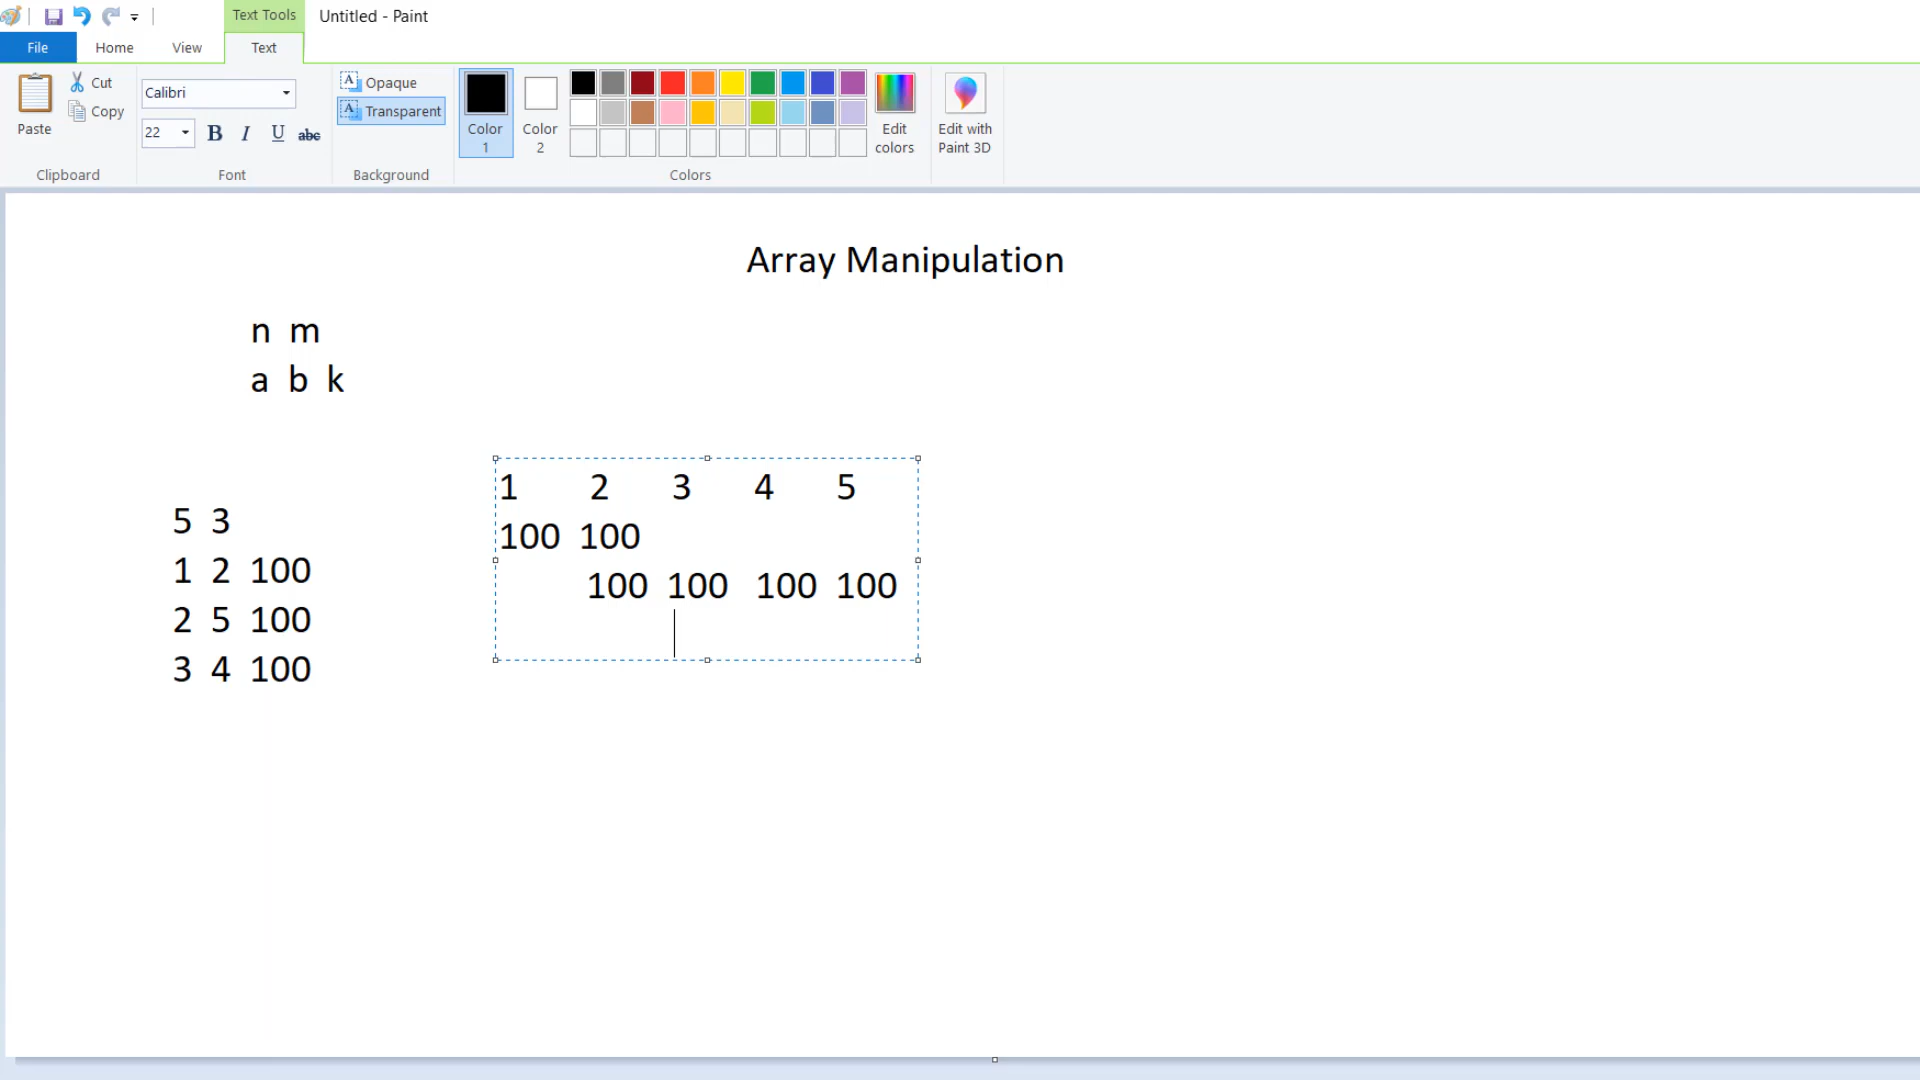 Text Tools Untitled - Paint
File Home View Text
Paste
Cut
Copy
Clipboard
Calibri
22 B I U abc
Font
A Opaque
A Transparent
Background
Color 1
Color 2
Edit colors
Colors
Edit with Paint 3D
Array Manipulation
n m
a b k
5 3
1 2 100
2 5 100
3 4 100
1 2 3 4 5
100 100
100 100 100 100